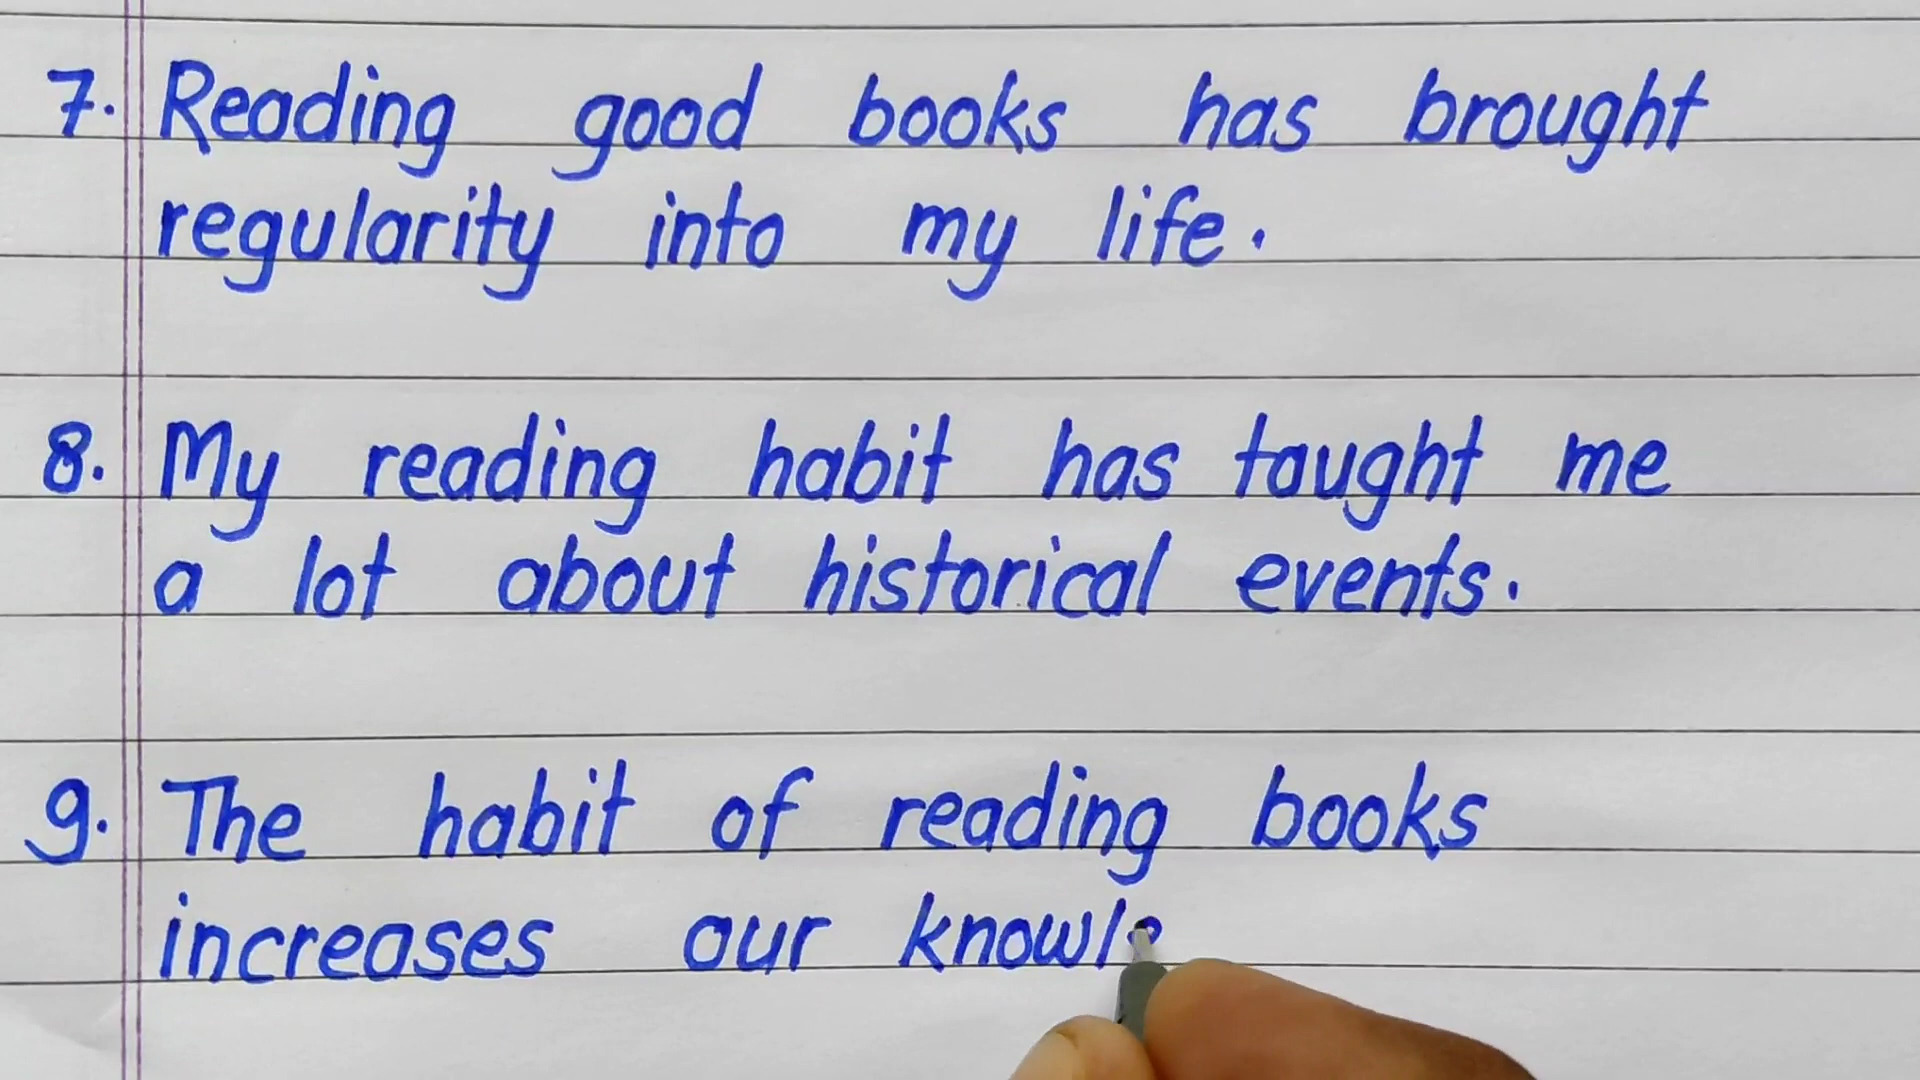 7. Reading good books has brought
regularity into my life.
8. My reading habit has taught me
a lot about historical events.
9. The habit of reading books
increases our knowle